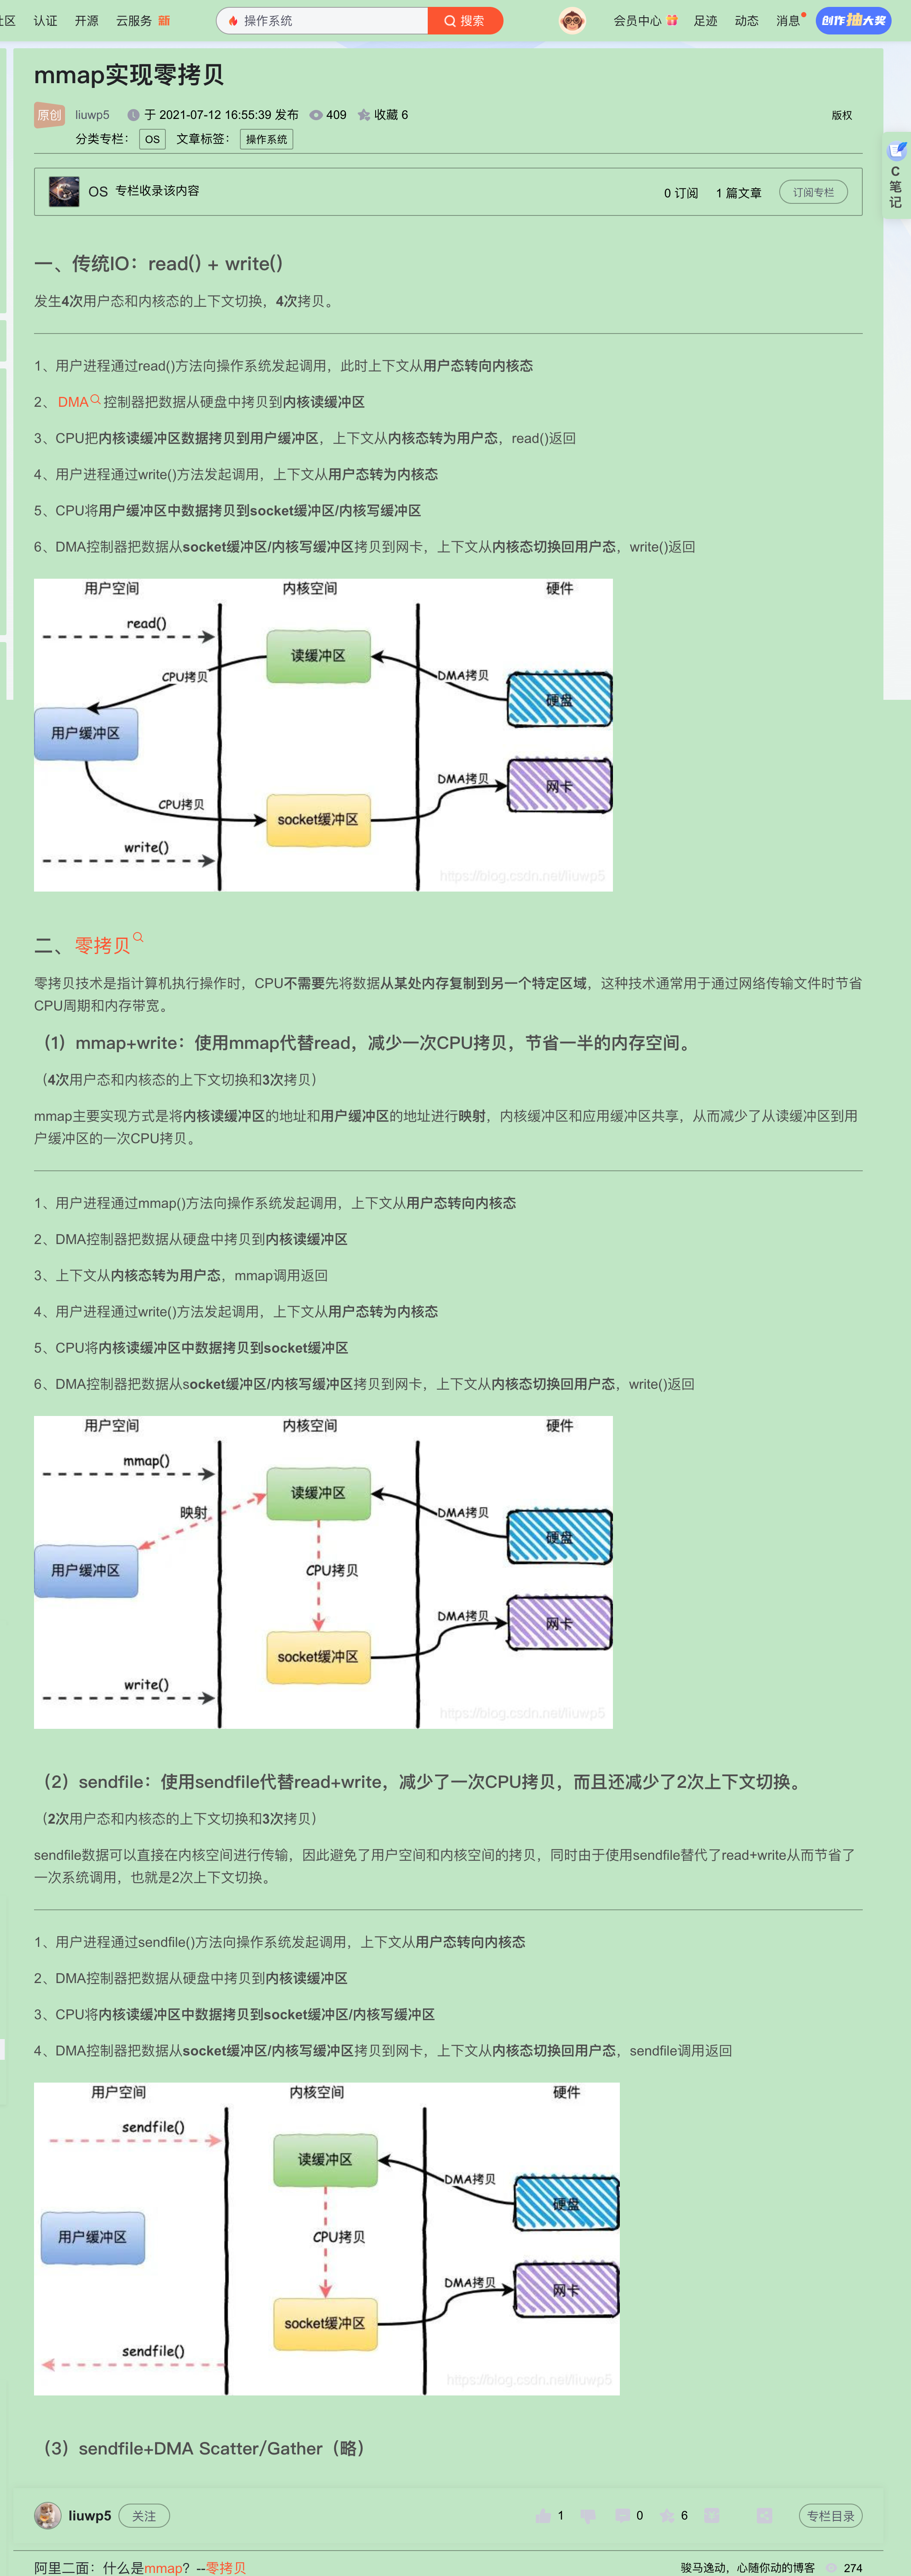 社区 认证 开源 云服务 新 操作系统 搜索 会员中心 足迹 动态 消息 创作抽大奖
mmap实现零拷贝
原创 liuwp5 于 2021-07-12 16:55:39 发布 409 收藏 6 版权
分类专栏： OS 文章标签： 操作系统
C
笔
记
OS 专栏收录该内容 0 订阅 1 篇文章 订阅专栏
一、传统IO：read() + write()
发生4次用户态和内核态的上下文切换，4次拷贝。
1、用户进程通过read()方法向操作系统发起调用，此时上下文从用户态转向内核态
2、DMA控制器把数据从硬盘中拷贝到内核读缓冲区
3、CPU把内核读缓冲区数据拷贝到用户缓冲区，上下文从内核态转为用户态，read()返回
4、用户进程通过write()方法发起调用，上下文从用户态转为内核态
5、CPU将用户缓冲区中数据拷贝到socket缓冲区/内核写缓冲区
6、DMA控制器把数据从socket缓冲区/内核写缓冲区拷贝到网卡，上下文从内核态切换回用户态，write()返回
用户空间 内核空间 硬件
read()
读缓冲区
CPU拷贝 DMA拷贝
硬盘
用户缓冲区
DMA拷贝
网卡
CPU拷贝
socket缓冲区
write()
https://blog.csdn.net/liuwp5
二、零拷贝
零拷贝技术是指计算机执行操作时，CPU不需要先将数据从某处内存复制到另一个特定区域，这种技术通常用于通过网络传输文件时节省
CPU周期和内存带宽。
（1）mmap+write：使用mmap代替read，减少一次CPU拷贝，节省一半的内存空间。
（4次用户态和内核态的上下文切换和3次拷贝）
mmap主要实现方式是将内核读缓冲区的地址和用户缓冲区的地址进行映射，内核缓冲区和应用缓冲区共享，从而减少了从读缓冲区到用
户缓冲区的一次CPU拷贝。
1、用户进程通过mmap()方法向操作系统发起调用，上下文从用户态转向内核态
2、DMA控制器把数据从硬盘中拷贝到内核读缓冲区
3、上下文从内核态转为用户态，mmap调用返回
4、用户进程通过write()方法发起调用，上下文从用户态转为内核态
5、CPU将内核读缓冲区中数据拷贝到socket缓冲区
6、DMA控制器把数据从socket缓冲区/内核写缓冲区拷贝到网卡，上下文从内核态切换回用户态，write()返回
用户空间 内核空间 硬件
mmap()
读缓冲区
映射 DMA拷贝
硬盘
用户缓冲区 CPU拷贝
DMA拷贝
网卡
socket缓冲区
write()
https://blog.csdn.net/liuwp5
（2）sendfile：使用sendfile代替read+write，减少了一次CPU拷贝，而且还减少了2次上下文切换。
（2次用户态和内核态的上下文切换和3次拷贝）
sendfile数据可以直接在内核空间进行传输，因此避免了用户空间和内核空间的拷贝，同时由于使用sendfile替代了read+write从而节省了
一次系统调用，也就是2次上下文切换。
1、用户进程通过sendfile()方法向操作系统发起调用，上下文从用户态转向内核态
2、DMA控制器把数据从硬盘中拷贝到内核读缓冲区
3、CPU将内核读缓冲区中数据拷贝到socket缓冲区/内核写缓冲区
4、DMA控制器把数据从socket缓冲区/内核写缓冲区拷贝到网卡，上下文从内核态切换回用户态，sendfile调用返回
用户空间 内核空间 硬件
sendfile()
读缓冲区
DMA拷贝
硬盘
用户缓冲区 CPU拷贝
DMA拷贝
网卡
socket缓冲区
sendfile()
https://blog.csdn.net/liuwp5
（3）sendfile+DMA Scatter/Gather（略）
liuwp5 关注 1 0 6 专栏目录
阿里二面：什么是mmap？--零拷贝 骏马逸动，心随你动的博客 274